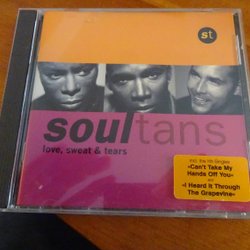 st
soultans
love, sweat & tears
incl. the hit-Singles
»Can't Take My
Hands Off You«
and
»I Heard It Through
The Grapevine«